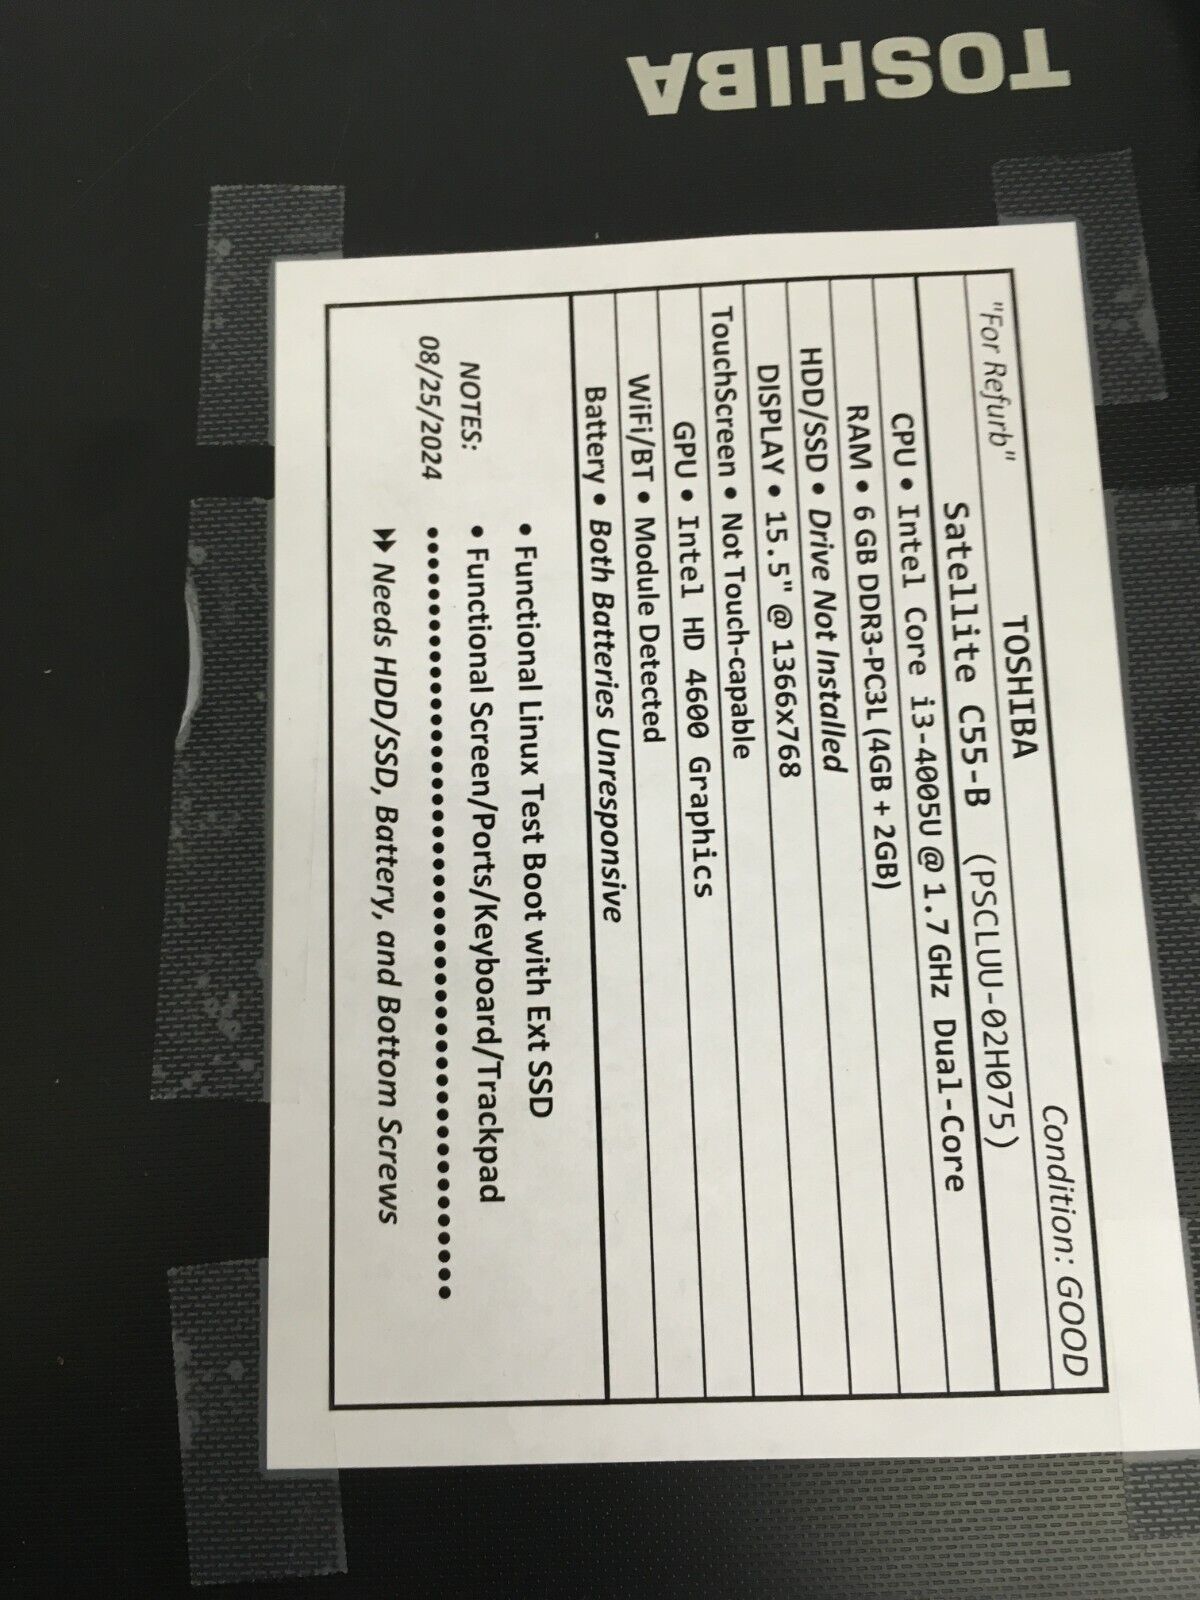 TOSHIBA
"For Refurb" TOSHIBA Condition: GOOD
Satellite C55-B (PSCLUU-02H075)
CPU • Intel Core i3-4005U @ 1.7 GHz Dual-Core
RAM • 6 GB DDR3-PC3L (4GB + 2GB)
HDD/SSD • Drive Not Installed
DISPLAY • 15.5" @ 1366x768
TouchScreen • Not Touch-capable
GPU • Intel HD 4600 Graphics
WiFi/BT • Module Detected
Battery • Both Batteries Unresponsive
• Functional Linux Test Boot with Ext SSD
NOTES: • Functional Screen/Ports/Keyboard/Trackpad
08/25/2024 ••••••••••••••••••••••••••••••••••••••••••••••
⏩ Needs HDD/SSD, Battery, and Bottom Screws